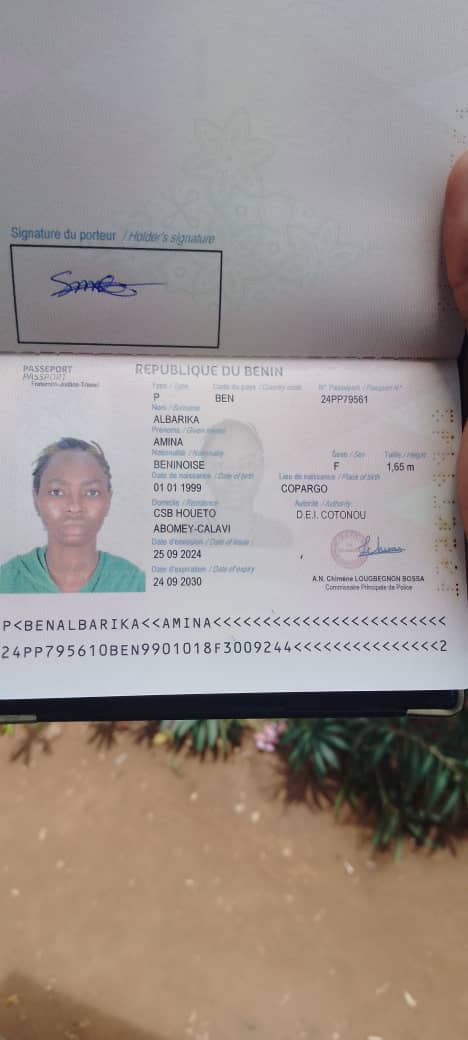 Signature du porteur / Holder's signature
PASSEPORT
PASSPORT
Fraternité-Justice-Travail
REPUBLIQUE DU BENIN
Type / Type Code du pays / Country code N° Passeport / Passport N°
P BEN 24PP79561
Nom / Surname
ALBARIKA
Prénoms / Given names
AMINA
Nationalité / Nationality Sexe / Sex Taille / Height
BENINOISE F 1,65 m
Date de naissance / Date of birth Lieu de naissance / Place of birth
01 01 1999 COPARGO
Domicile / Residence Autorité / Authority
CSB HOUETO D.E.I. COTONOU
ABOMEY-CALAVI
Date d'émission / Date of issue
25 09 2024
Date d'expiration / Date of expiry
24 09 2030
A.N. Chimène LOUGBEGNON BOSSA
Commissaire Principale de Police
P<BENALBARIKA<<AMINA<<<<<<<<<<<<<<<<<<<<<<<<
24PP795610BEN9901018F3009244<<<<<<<<<<<<<<<2